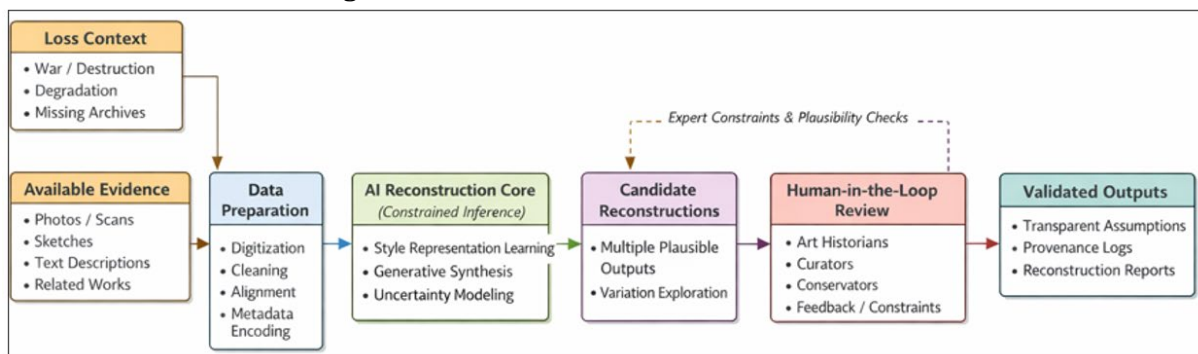 Loss Context
• War / Destruction
• Degradation
• Missing Archives
Expert Constraints & Plausibility Checks
Available Evidence
• Photos / Scans
• Sketches
• Text Descriptions
• Related Works
Data
Preparation
• Digitization
• Cleaning
• Alignment
• Metadata
Encoding
AI Reconstruction Core
(Constrained Inference)
• Style Representation Learning
• Generative Synthesis
• Uncertainty Modeling
Candidate
Reconstructions
• Multiple Plausible
Outputs
• Variation Exploration
Human-in-the-Loop
Review
• Art Historians
• Curators
• Conservators
• Feedback / Constraints
Validated Outputs
• Transparent Assumptions
• Provenance Logs
• Reconstruction Reports